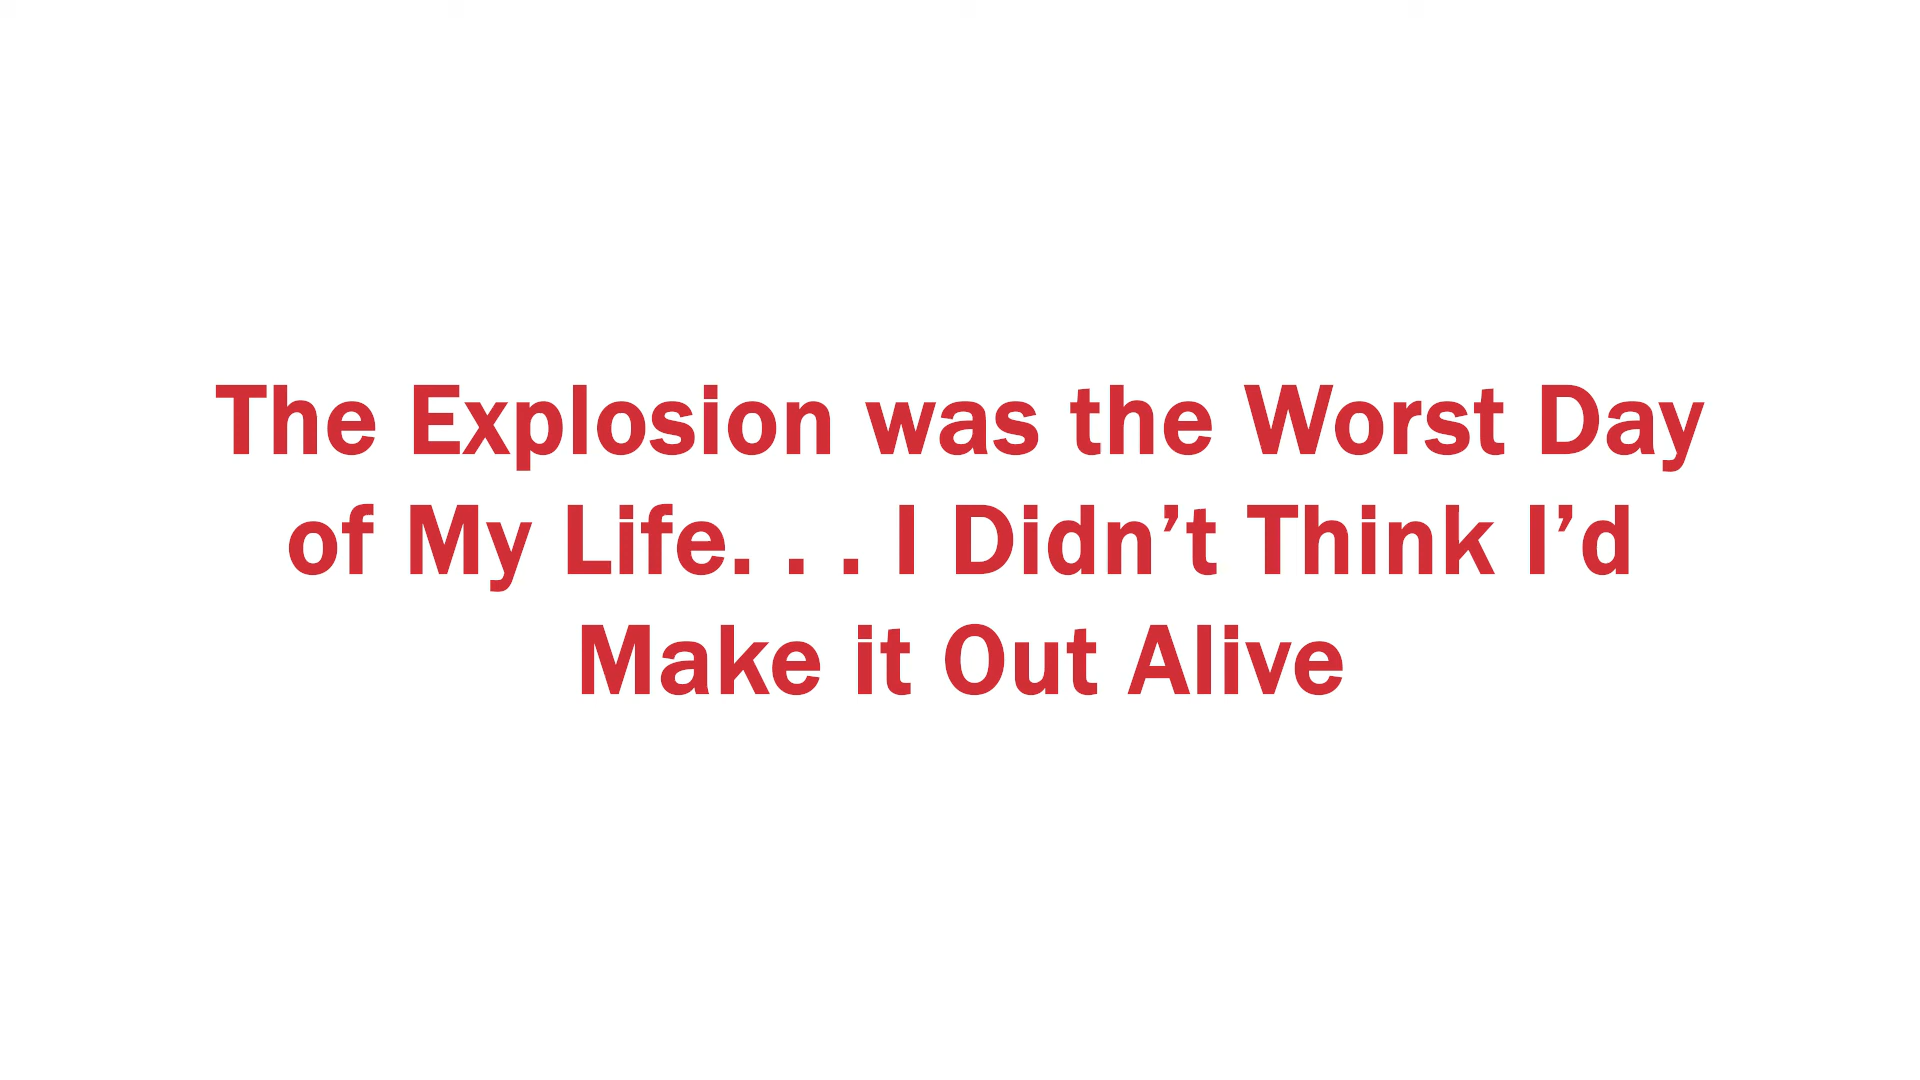 The Explosion was the Worst Day
of My Life. . . I Didn’t Think I’d
Make it Out Alive